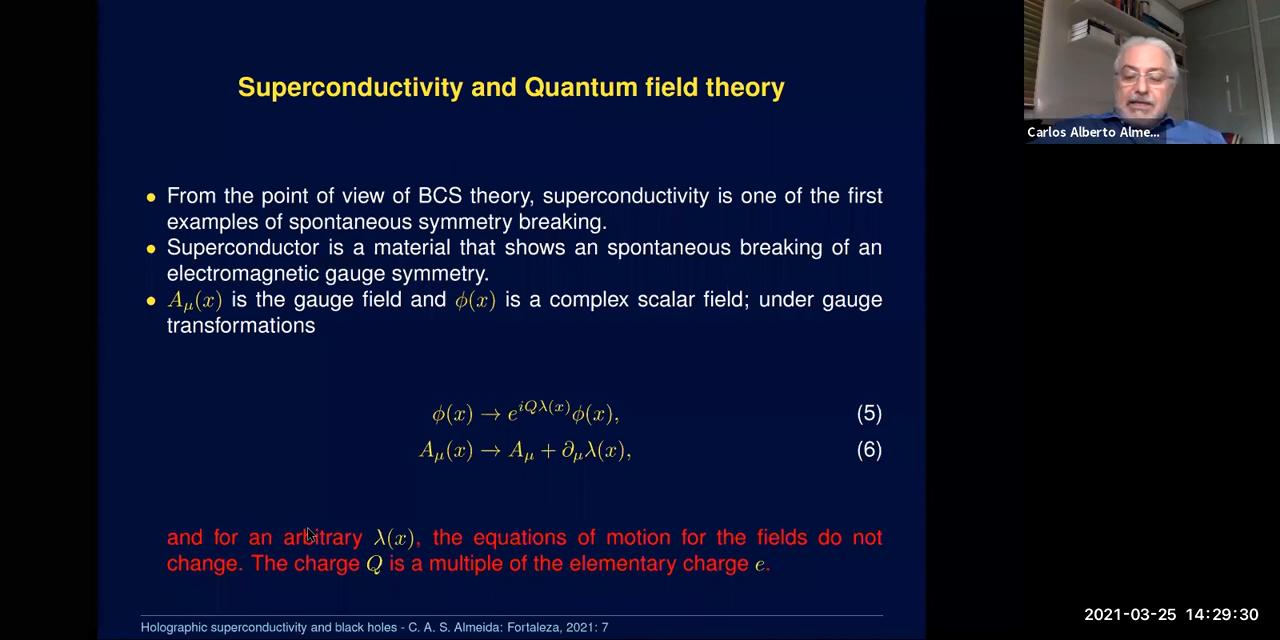 Superconductivity and Quantum field theory
Carlos Alberto Alme...
• From the point of view of BCS theory, superconductivity is one of the first
examples of spontaneous symmetry breaking.
• Superconductor is a material that shows an spontaneous breaking of an
electromagnetic gauge symmetry.
• A_μ(x) is the gauge field and ϕ(x) is a complex scalar field; under gauge
transformations
ϕ(x) → e^{iQλ(x)}ϕ(x), (5)
A_μ(x) → A_μ + ∂_μλ(x), (6)
and for an arbitrary λ(x), the equations of motion for the fields do not
change. The charge Q is a multiple of the elementary charge e.
Holographic superconductivity and black holes - C. A. S. Almeida: Fortaleza, 2021: 7
2021-03-25 14:29:30